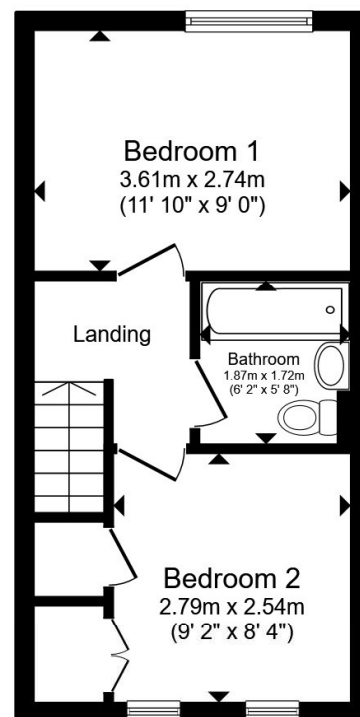 Bedroom 1
3.61m x 2.74m
(11' 10" x 9' 0")
Landing
Bathroom
1.87m x 1.72m
(6' 2" x 5' 8")
Bedroom 2
2.79m x 2.54m
(9' 2" x 8' 4")